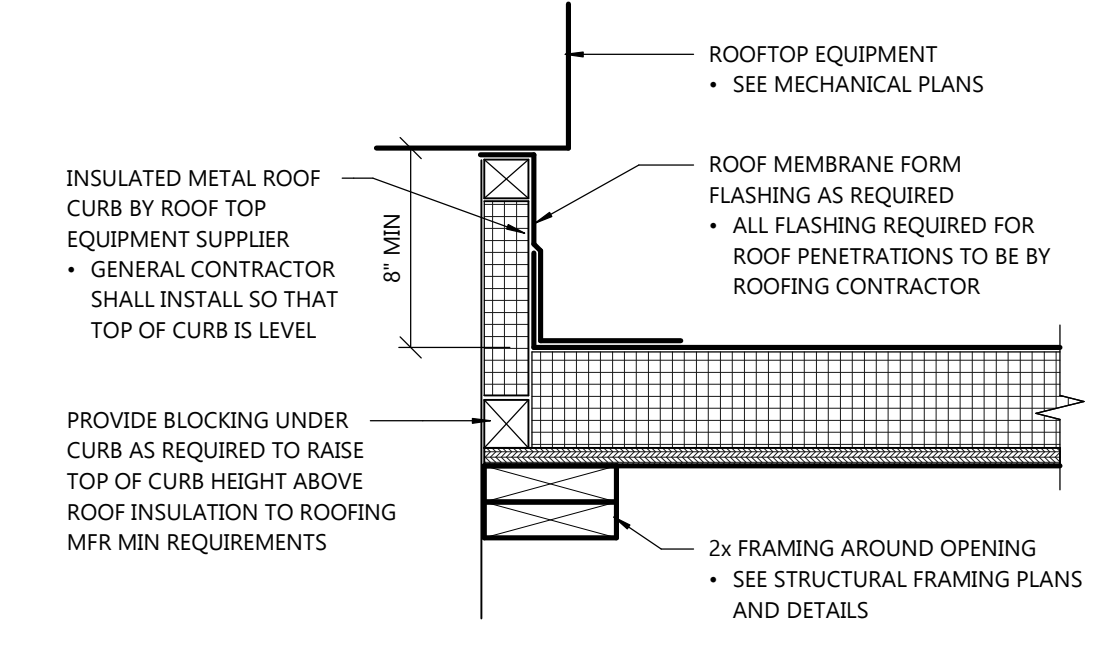 ROOFTOP EQUIPMENT
• SEE MECHANICAL PLANS
INSULATED METAL ROOF
CURB BY ROOF TOP
EQUIPMENT SUPPLIER
• GENERAL CONTRACTOR
SHALL INSTALL SO THAT
TOP OF CURB IS LEVEL
8" MIN
ROOF MEMBRANE FORM
FLASHING AS REQUIRED
• ALL FLASHING REQUIRED FOR
ROOF PENETRATIONS TO BE BY
ROOFING CONTRACTOR
PROVIDE BLOCKING UNDER
CURB AS REQUIRED TO RAISE
TOP OF CURB HEIGHT ABOVE
ROOF INSULATION TO ROOFING
MFR MIN REQUIREMENTS
2x FRAMING AROUND OPENING
• SEE STRUCTURAL FRAMING PLANS
AND DETAILS